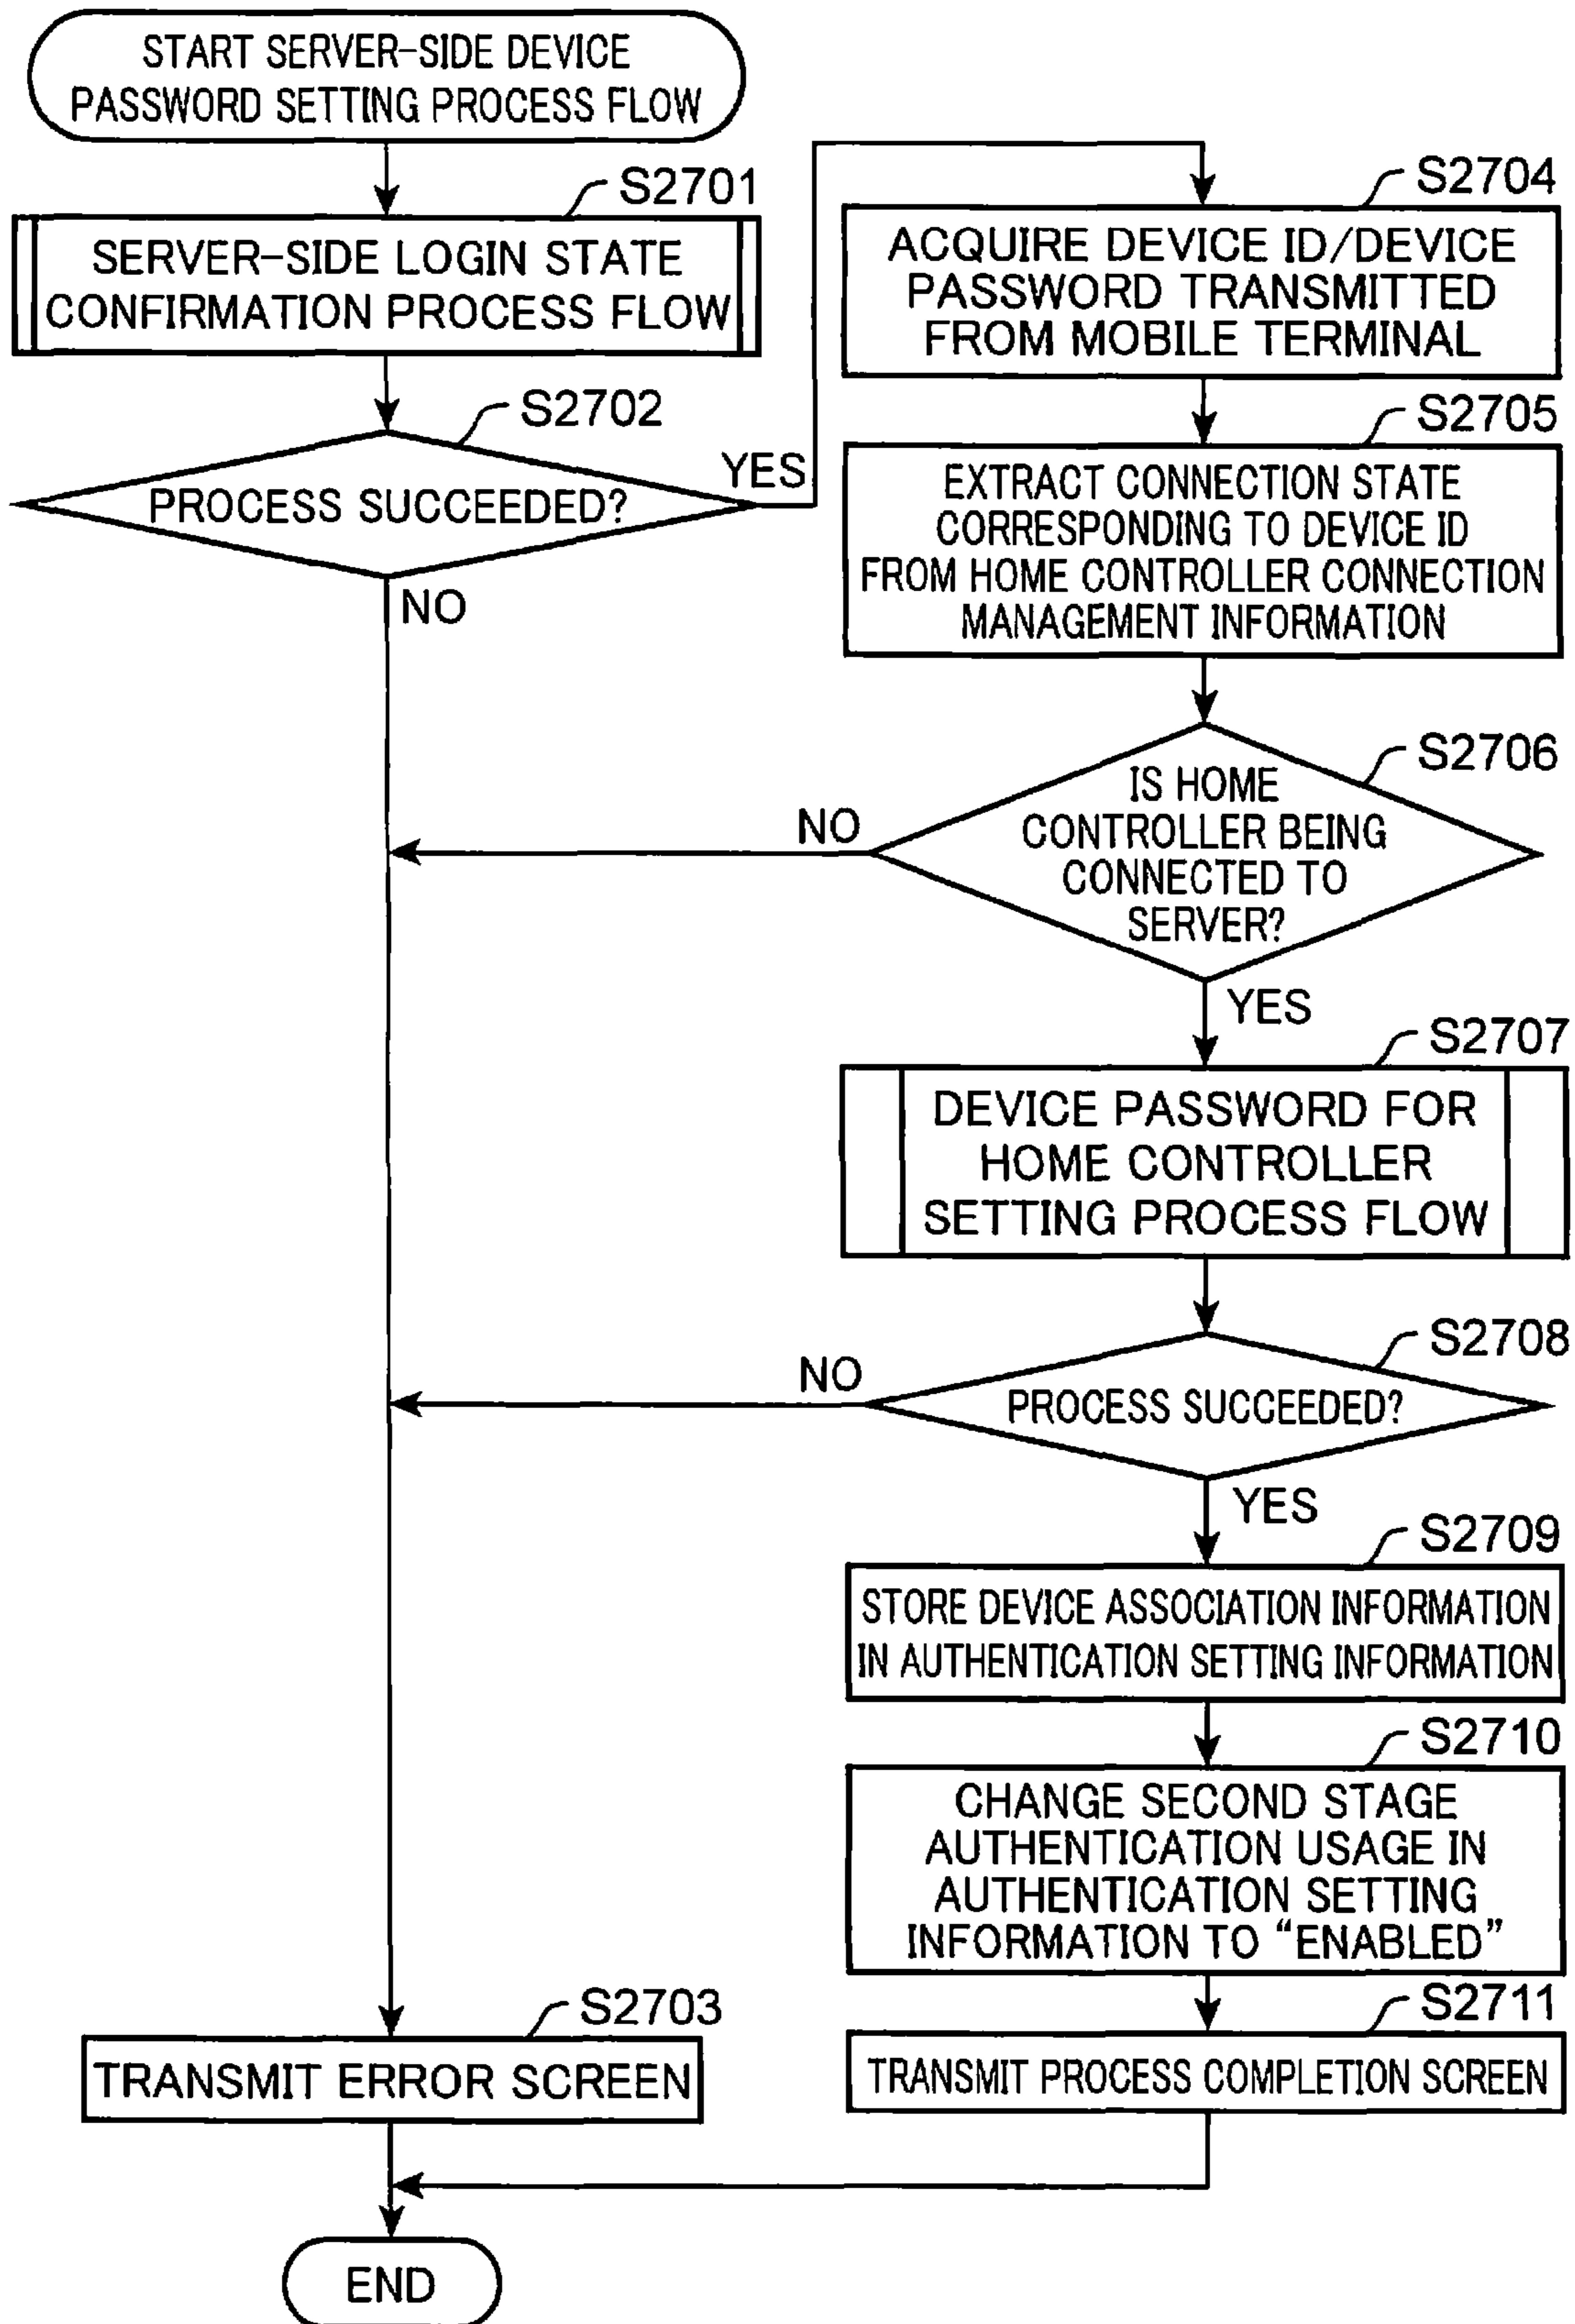 START SERVER-SIDE DEVICE
PASSWORD SETTING PROCESS FLOW
S2701
SERVER-SIDE LOGIN STATE
CONFIRMATION PROCESS FLOW
S2702
PROCESS SUCCEEDED?
YES
NO
S2704
ACQUIRE DEVICE ID/DEVICE
PASSWORD TRANSMITTED
FROM MOBILE TERMINAL
S2705
EXTRACT CONNECTION STATE
CORRESPONDING TO DEVICE ID
FROM HOME CONTROLLER CONNECTION
MANAGEMENT INFORMATION
S2706
IS HOME
CONTROLLER BEING
CONNECTED TO
SERVER?
NO
YES
S2707
DEVICE PASSWORD FOR
HOME CONTROLLER
SETTING PROCESS FLOW
S2708
PROCESS SUCCEEDED?
NO
YES
S2709
STORE DEVICE ASSOCIATION INFORMATION
IN AUTHENTICATION SETTING INFORMATION
S2710
CHANGE SECOND STAGE
AUTHENTICATION USAGE IN
AUTHENTICATION SETTING
INFORMATION TO “ENABLED”
S2711
TRANSMIT PROCESS COMPLETION SCREEN
S2703
TRANSMIT ERROR SCREEN
END